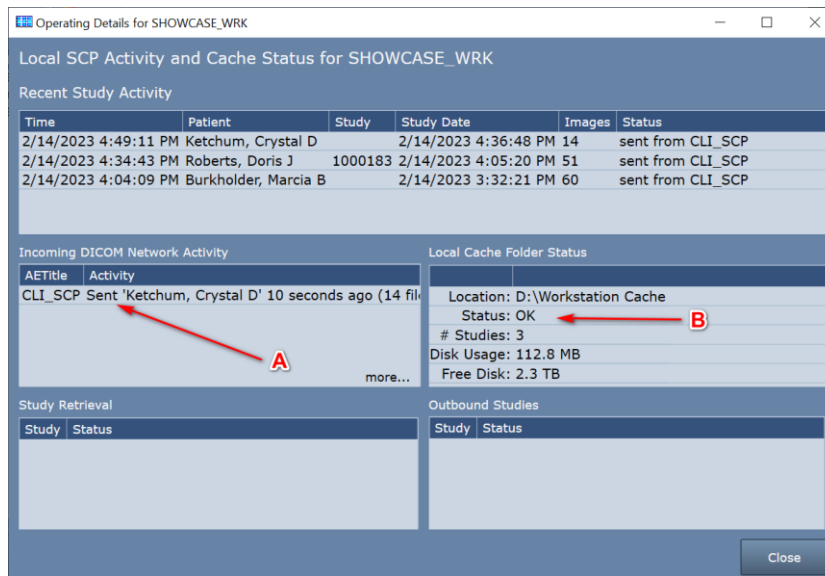 Operating Details for SHOWCASE_WRK
Local SCP Activity and Cache Status for SHOWCASE_WRK
Recent Study Activity
Time Patient Study Study Date Images Status
2/14/2023 4:49:11 PM Ketchum, Crystal D 2/14/2023 4:36:48 PM 14 sent from CLI_SCP
2/14/2023 4:34:43 PM Roberts, Doris J 1000183 2/14/2023 4:05:20 PM 51 sent from CLI_SCP
2/14/2023 4:04:09 PM Burkholder, Marcia B 2/14/2023 3:32:21 PM 60 sent from CLI_SCP
Incoming DICOM Network Activity
AETitle Activity
CLI_SCP Sent 'Ketchum, Crystal D' 10 seconds ago (14 fil
A
more...
Local Cache Folder Status
Location: D:\Workstation Cache
Status: OK
B
# Studies: 3
Disk Usage: 112.8 MB
Free Disk: 2.3 TB
Study Retrieval
Study Status
Outbound Studies
Study Status
Close